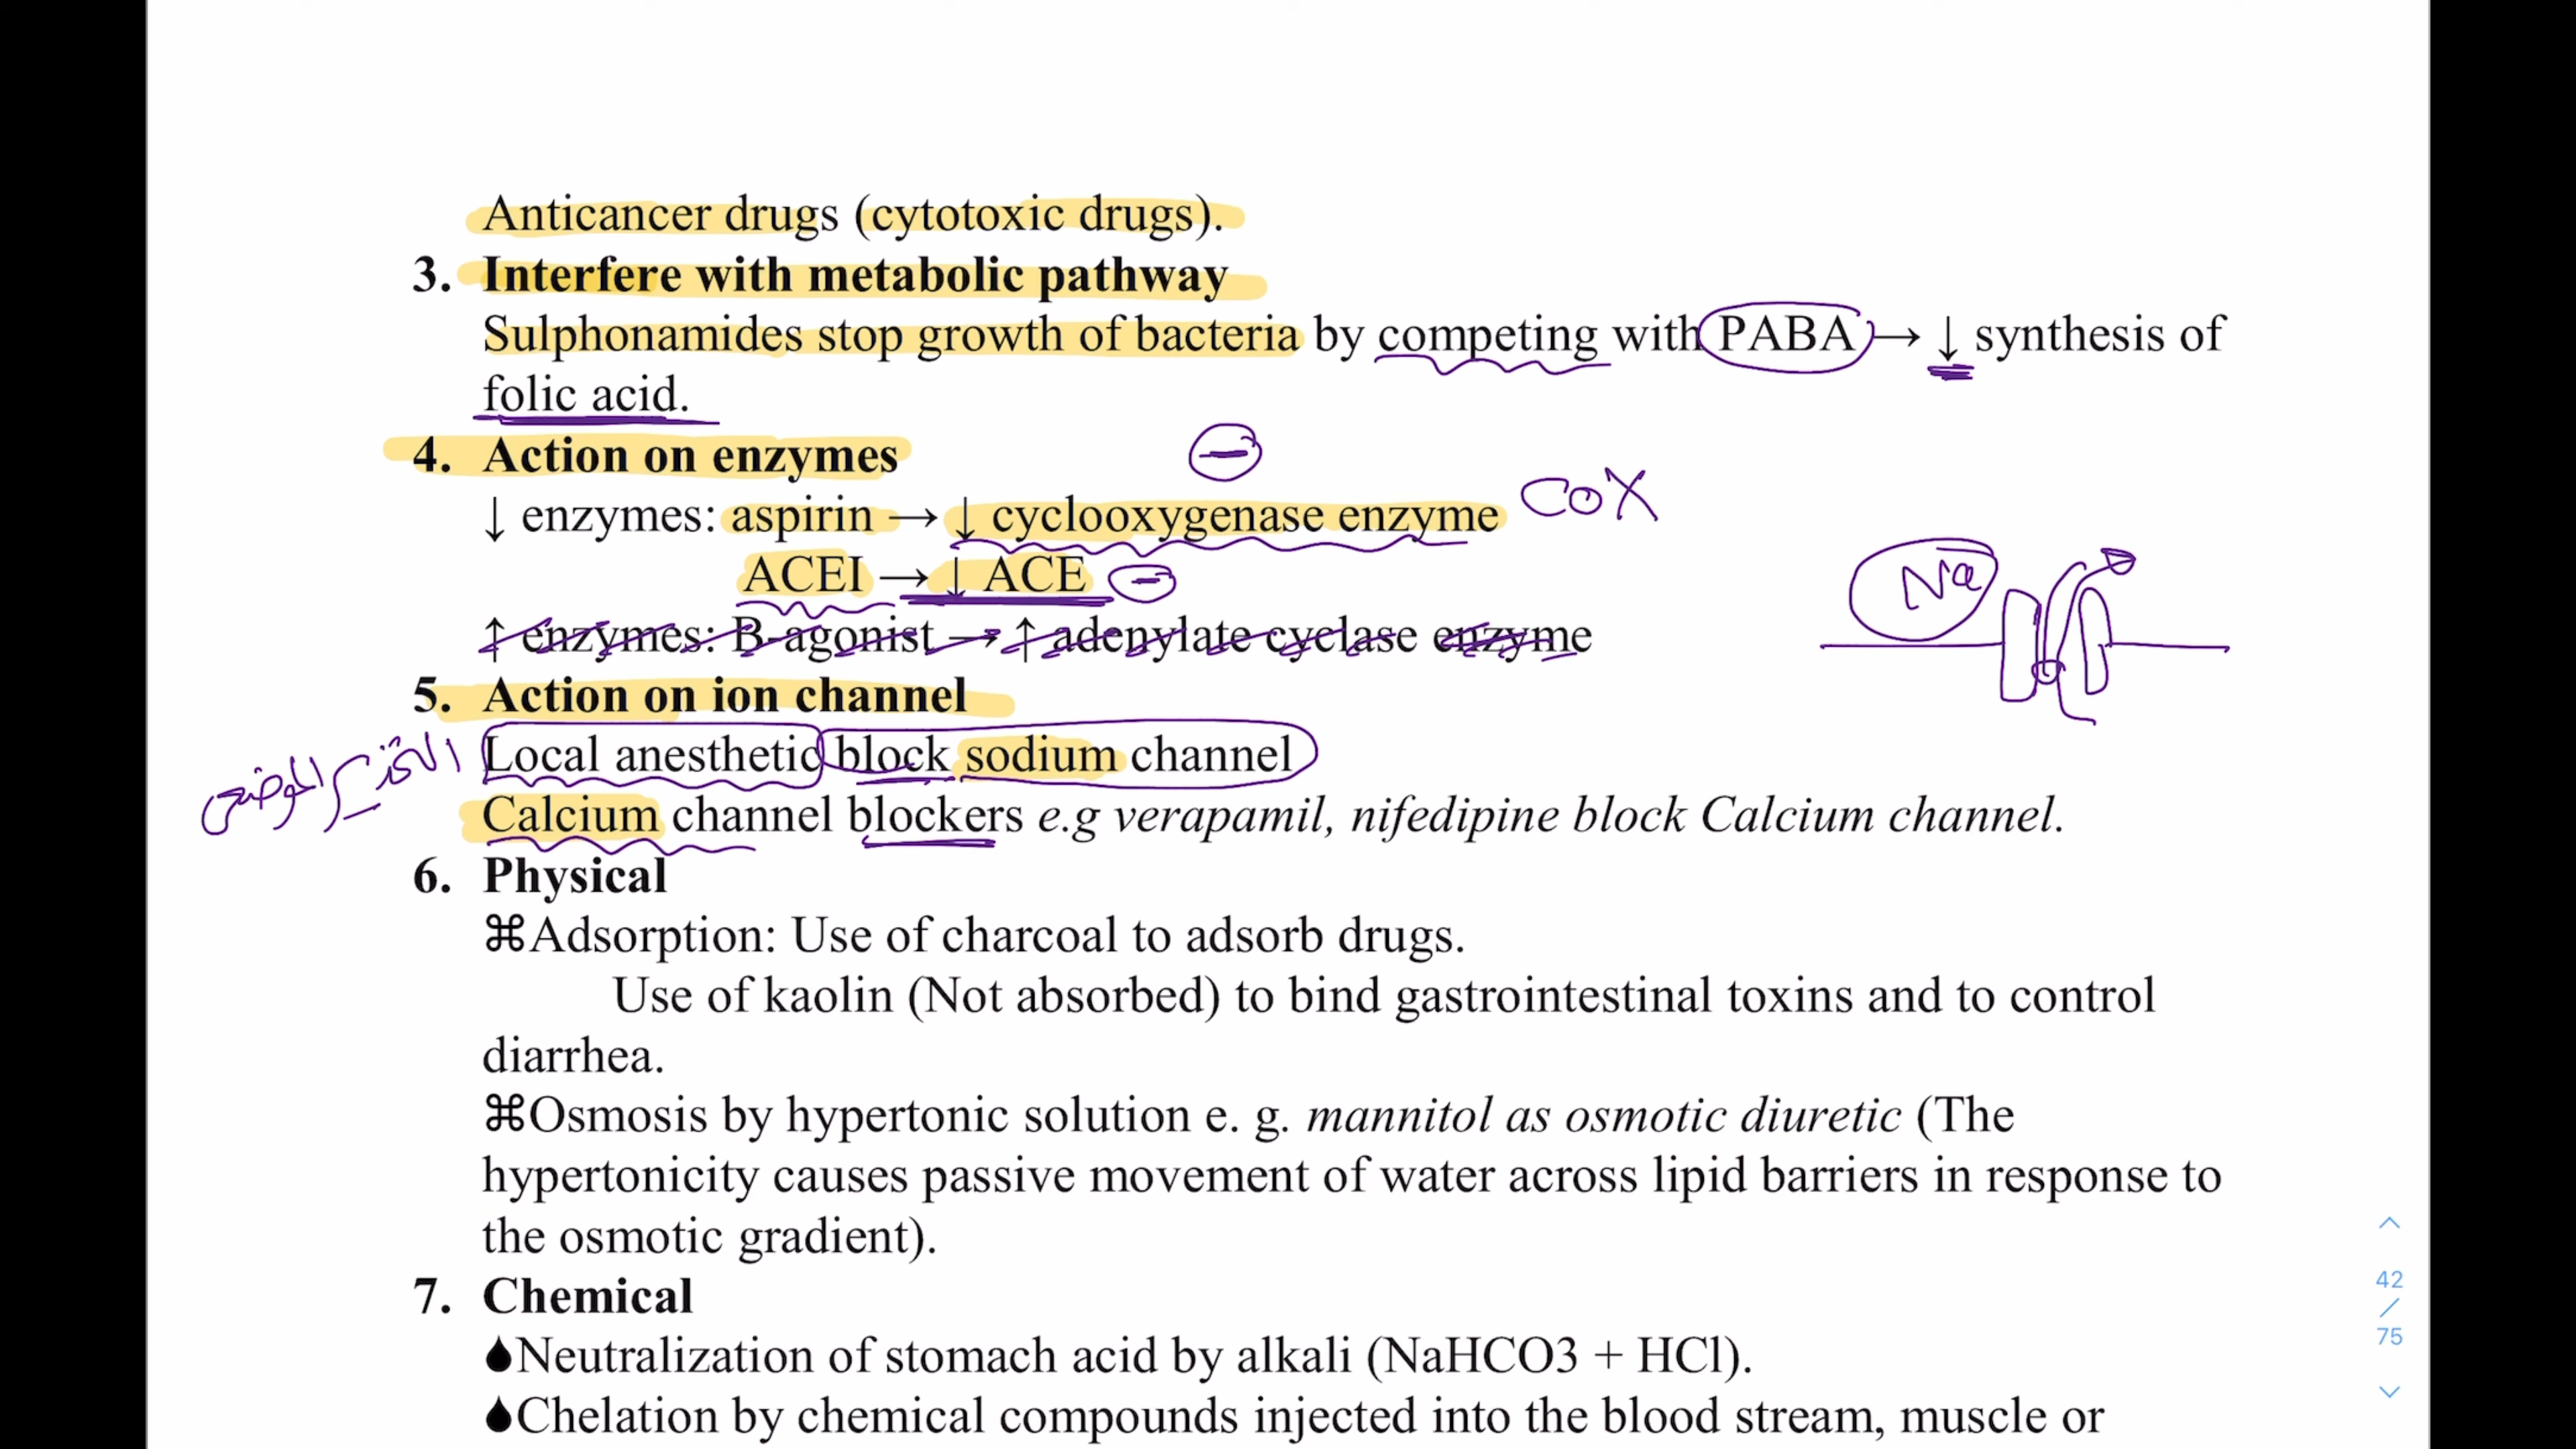 Anticancer drugs (cytotoxic drugs).
3. Interfere with metabolic pathway
Sulphonamides stop growth of bacteria by competing with PABA → ↓ synthesis of
folic acid.
4. Action on enzymes
↓ enzymes: aspirin → ↓ cyclooxygenase enzyme COX
ACEI → ↓ ACE
Na
↑ enzymes: B-agonist → ↑ adenylate cyclase enzyme
5. Action on ion channel
Local anesthetic block sodium channel
التخدير الموضعي
Calcium channel blockers e.g verapamil, nifedipine block Calcium channel.
6. Physical
⌘Adsorption: Use of charcoal to adsorb drugs.
Use of kaolin (Not absorbed) to bind gastrointestinal toxins and to control
diarrhea.
⌘Osmosis by hypertonic solution e. g. mannitol as osmotic diuretic (The
hypertonicity causes passive movement of water across lipid barriers in response to
the osmotic gradient).
7. Chemical
🌢Neutralization of stomach acid by alkali (NaHCO3 + HCl).
🌢Chelation by chemical compounds injected into the blood stream, muscle or
42
/
75